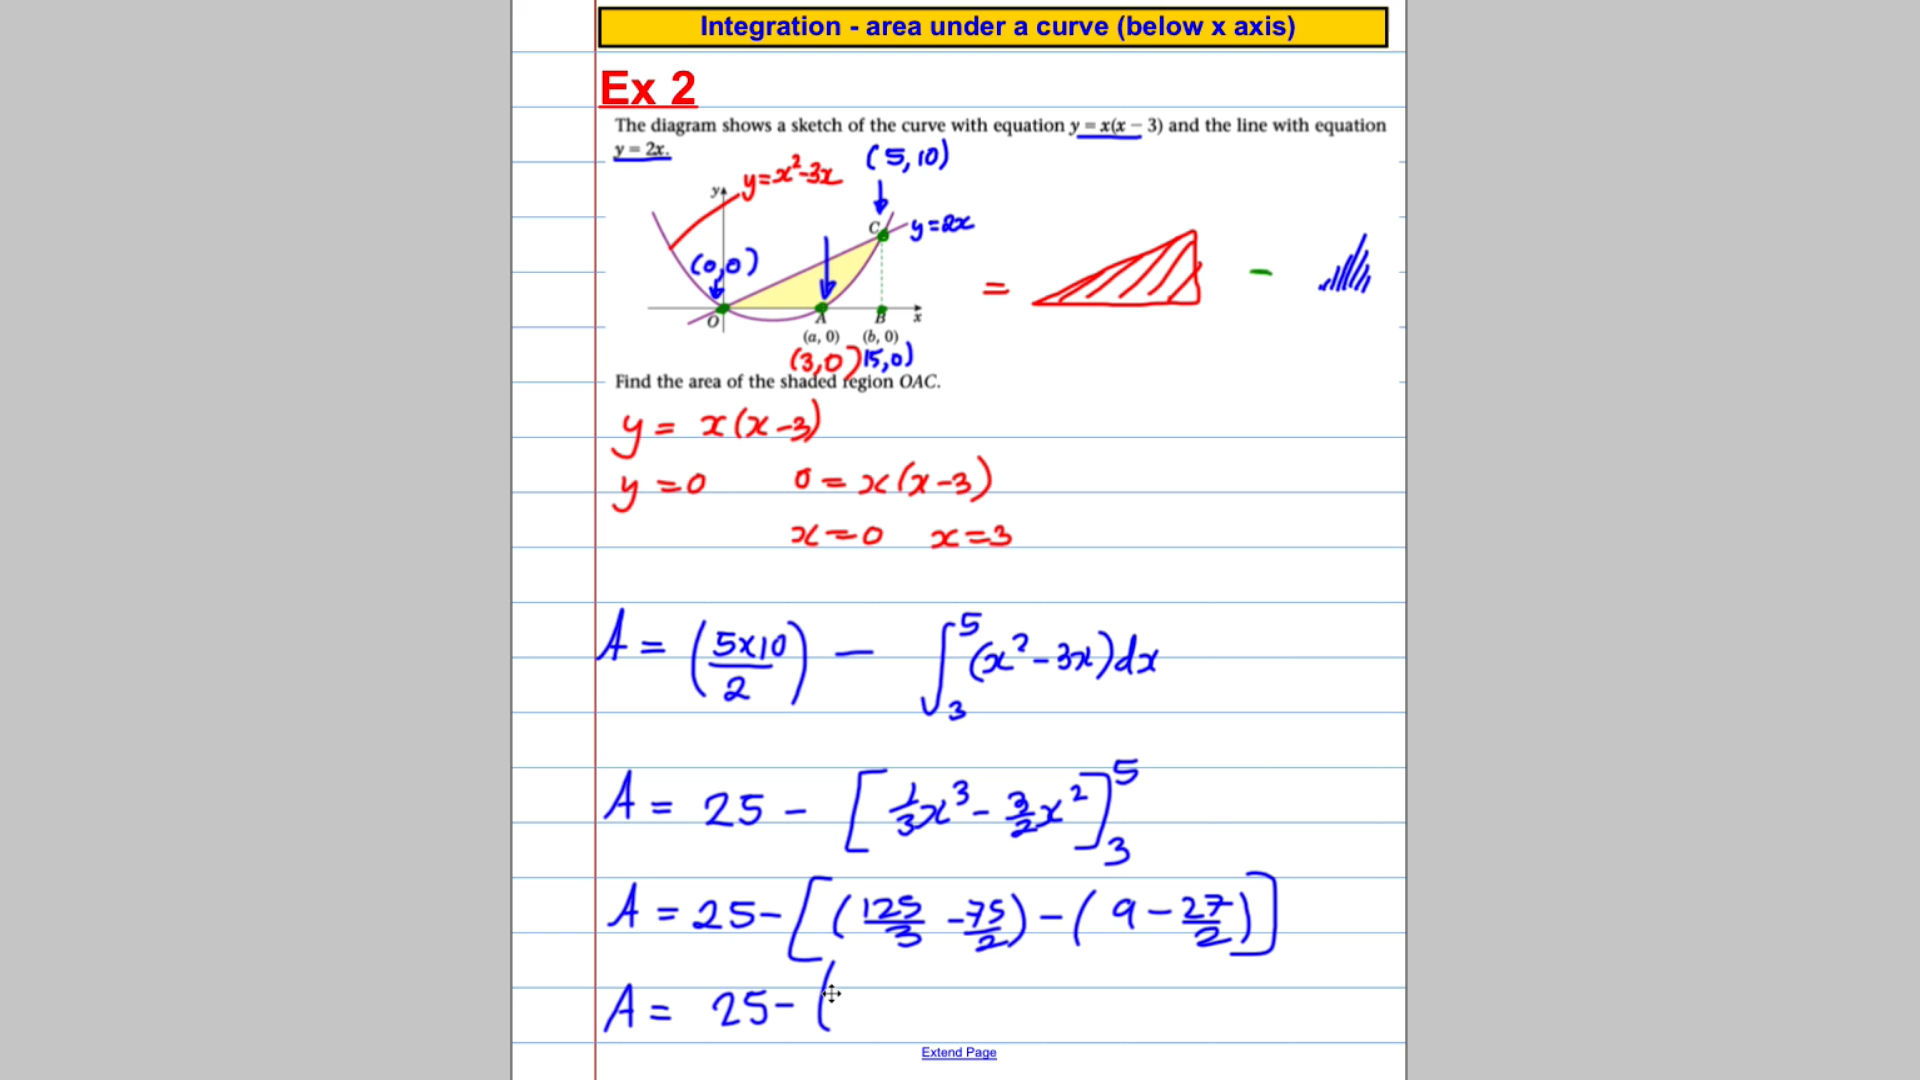 Integration - area under a curve (below x axis)
Ex 2
The diagram shows a sketch of the curve with equation y = x(x − 3) and the line with equation
y = 2x.
(5, 10)
y=x²-3x
y
C
y=2x
(0,0)
= −
O A B x
(a, 0) (b, 0)
(3,0) (5,0)
Find the area of the shaded region OAC.
y = x(x-3)
y =0 0 = x(x-3)
x=0 x=3
A = (5x10/2) − ∫₃⁵(x²-3x)dx
A = 25 - [1/3x³ - 3/2x²]₃⁵
A = 25-[(125/3 -75/2)-(9-27/2)]
A = 25-(
Extend Page